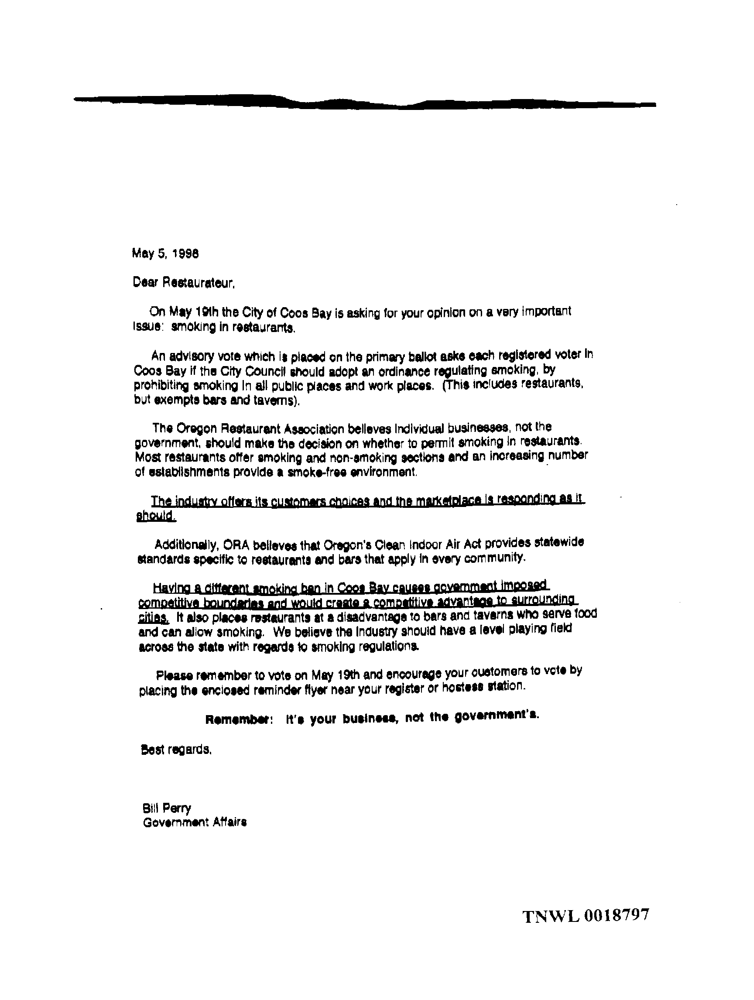 May 5, 1998
Dear Restaurateur,
On May 19th the City of Coos Bay is asking for your opinion on a very important
issue: smoking in restaurants.
An advisory vote which is placed on the primary ballot asks each registered voter in
Coos Bay if the City Council should adopt an ordinance regulating smoking, by
prohibiting smoking in all public places and work places. (This includes restaurants,
but exempts bars and taverns).
The Oregon Restaurant Association believes individual businesses, not the
government, should make the decision on whether to permit smoking in restaurants.
Most restaurants offer smoking and non-smoking sections and an increasing number
of establishments provide a smoke-free environment.
The industry offers its customers choices and the marketplace is responding as it
should.
Additionally, ORA believes that Oregon's Clean Indoor Air Act provides statewide
standards specific to restaurants and bars that apply in every community.
Having a different smoking ban in Coos Bay causes government imposed
competitive boundaries and would create a competitive advantage to surrounding
cities. It also places restaurants at a disadvantage to bars and taverns who serve food
and can allow smoking. We believe the industry should have a level playing field
across the state with regards to smoking regulations.
Please remember to vote on May 19th and encourage your customers to vote by
placing the enclosed reminder flyer near your register or hostess station.
Remember: It's your business, not the government's.
Best regards,
Bill Perry
Government Affairs
TNWL 0018797